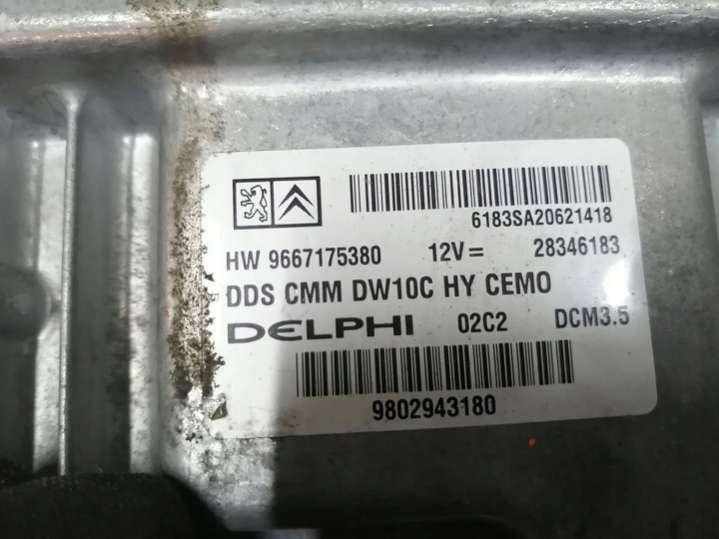 6183SA20621418
HW 9667175380 12V= 28346183
DDS CMM DW10C HY CEMO
DELPHI 02C2 DCM3.5
9802943180